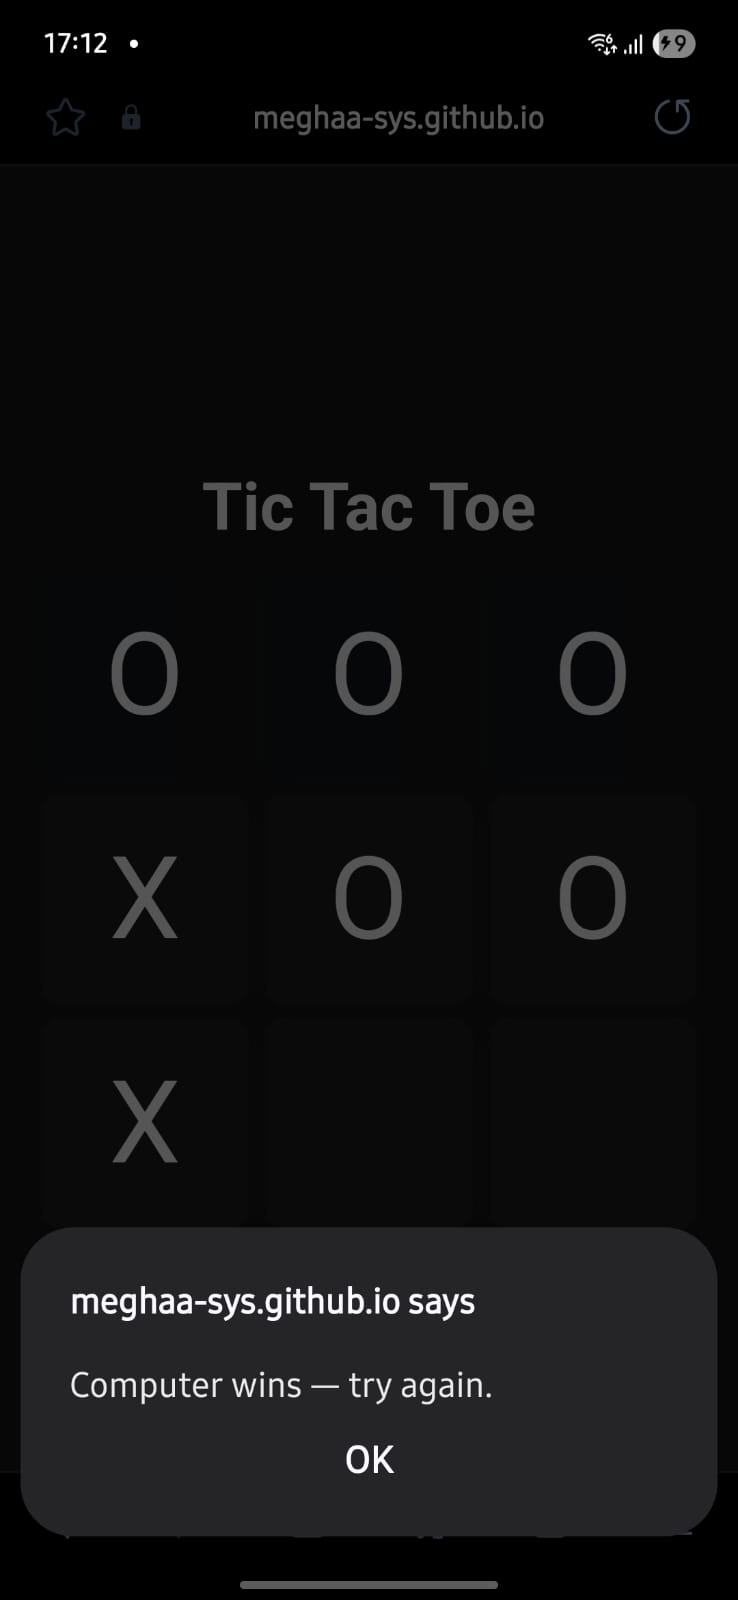 17:12
6
9
meghaa-sys.github.io
Tic Tac Toe
O O O
X O O
X
meghaa-sys.github.io says
Computer wins — try again.
OK